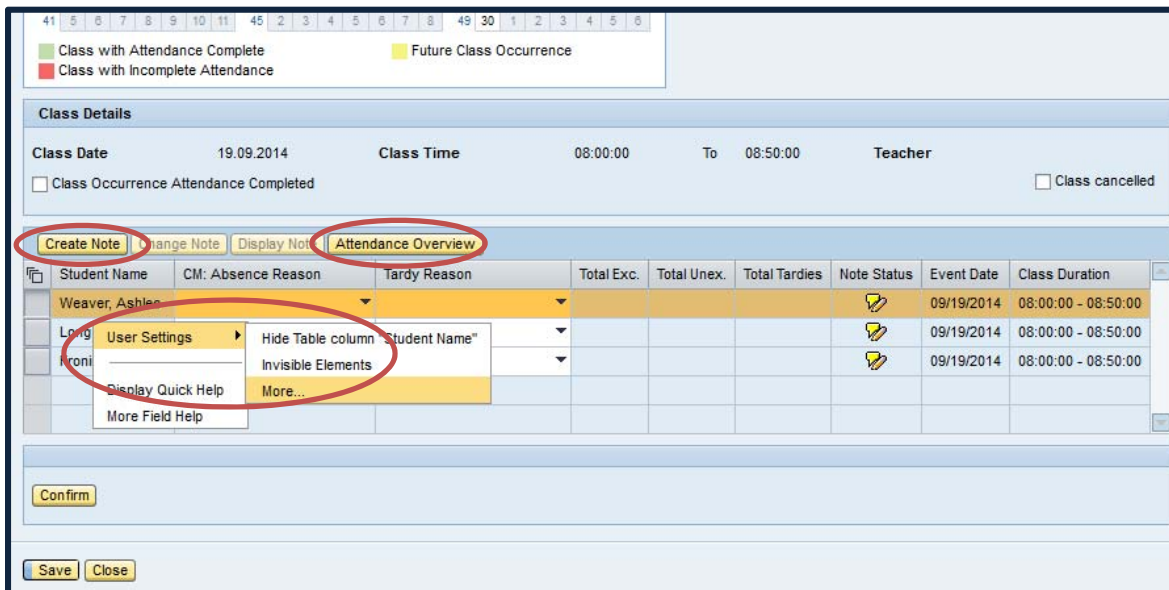 41 5 6 7 8 9 10 11 45 2 3 4 5 6 7 8 49 30 1 2 3 4 5 6
Class with Attendance Complete Future Class Occurrence
Class with Incomplete Attendance
Class Details
Class Date 19.09.2014 Class Time 08:00:00 To 08:50:00 Teacher
Class Occurrence Attendance Completed Class cancelled
Create Note Change Note Display Note Attendance Overview
Student Name CM: Absence Reason Tardy Reason Total Exc. Total Unex. Total Tardies Note Status Event Date Class Duration
Weaver, Ashlee 09/19/2014 08:00:00 - 08:50:00
Long User Settings Hide Table column "Student Name" 09/19/2014 08:00:00 - 08:50:00
Kroni Invisible Elements 09/19/2014 08:00:00 - 08:50:00
Display Quick Help More...
More Field Help
Confirm
Save Close